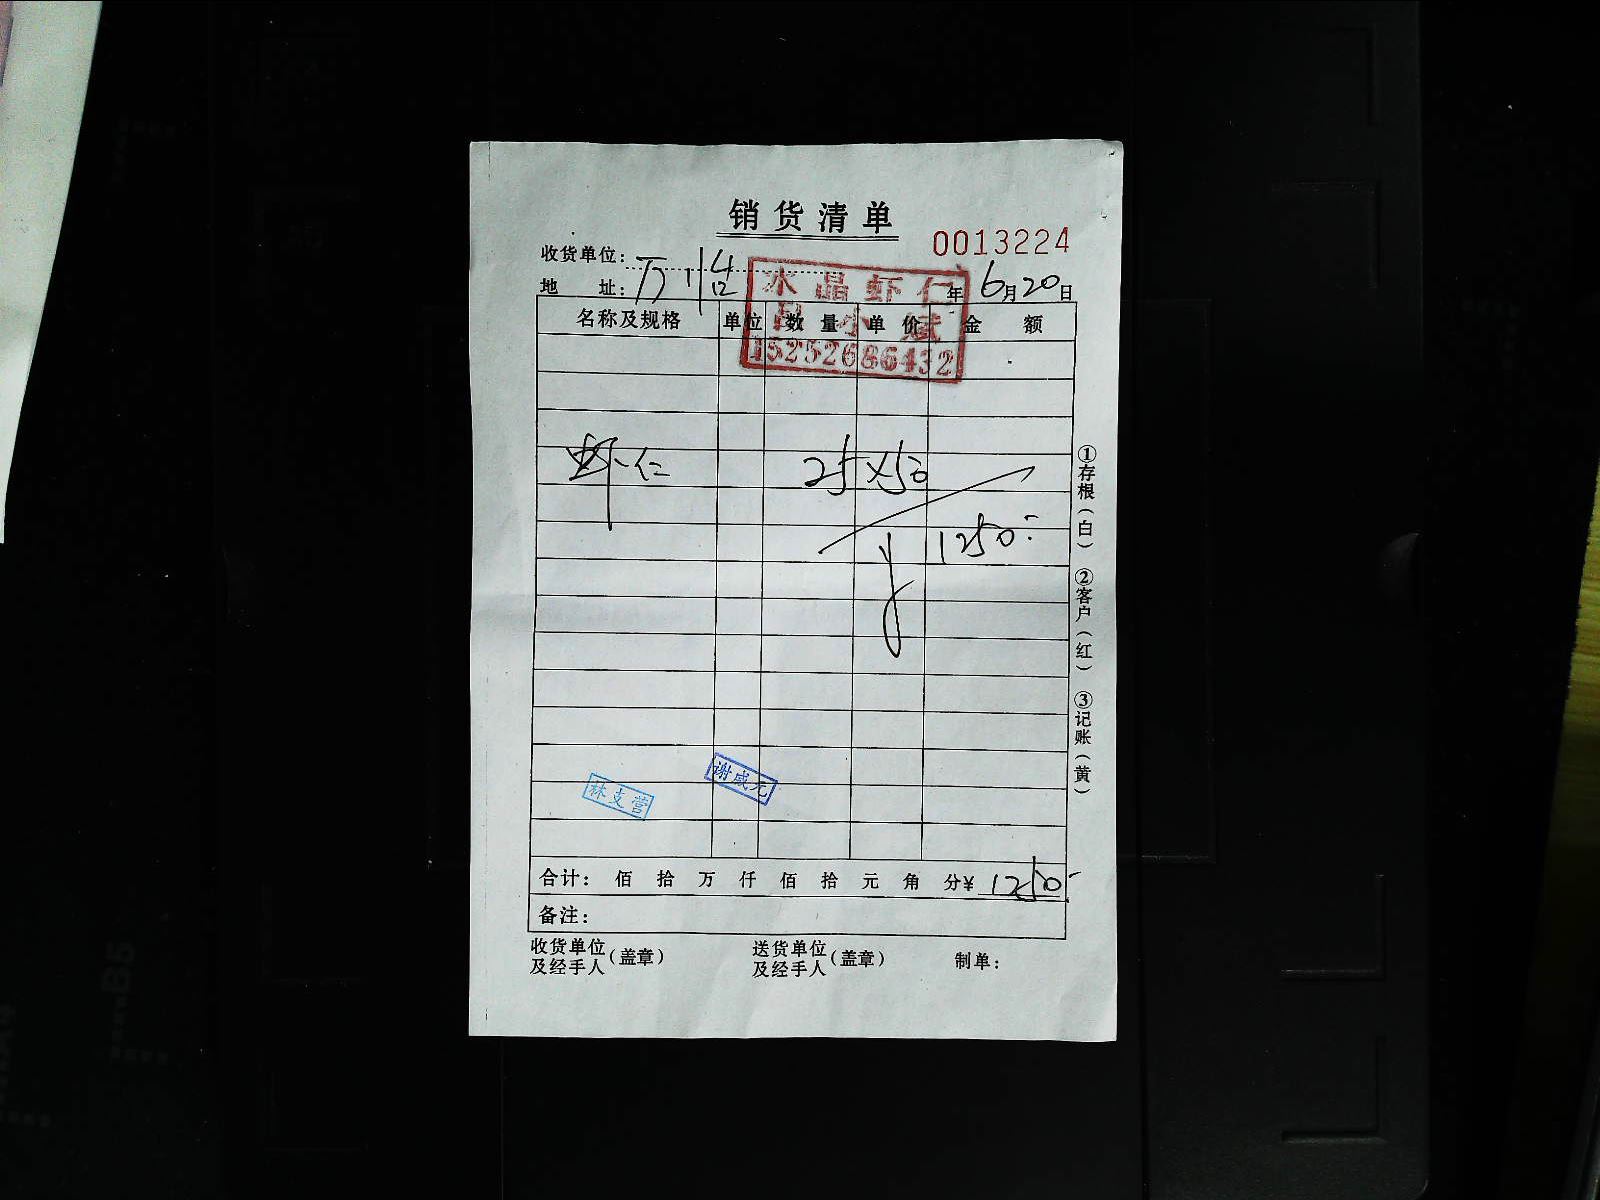 销货清单
0013224
收货单位:
地 址: 年 6月20日
水晶虾仁
小斌
15252686432
名称及规格 单位 数量 单价 金额
虾仁 25×50
¥ 1250.-
谢咸元
林支营
合计: 佰 拾 万 仟 佰 拾 元 角 分¥ 1250.-
备注:
收货单位及经手人(盖章) 送货单位及经手人(盖章) 制单:
①存根(白) ②客户(红) ③记账(黄)